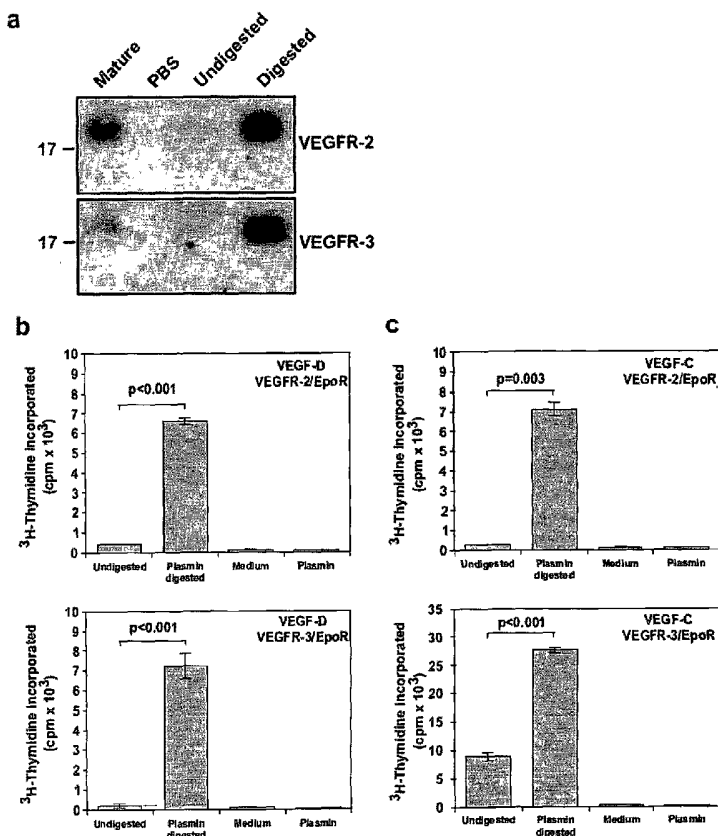 a
Mature PBS Undigested Digested
17 VEGFR-2
17 VEGFR-3
b
10
9
8
7
6
5
4
3
2
1
0
³H-Thymidine Incorporated
(cpm x 10³)
VEGF-D
VEGFR-2/EpoR
p<0.001
Undigested Plasmin digested Medium Plasmin
10
9
8
7
6
5
4
3
2
1
0
³H-Thymidine Incorporated
(cpm x 10³)
VEGF-D
VEGFR-3/EpoR
p<0.001
Undigested Plasmin digested Medium Plasmin
c
10
9
8
7
6
5
4
3
2
1
0
³H-Thymidine Incorporated
(cpm x 10³)
VEGF-C
VEGFR-2/EpoR
p=0.003
Undigested Plasmin digested Medium Plasmin
35
30
25
20
15
10
5
0
³H-Thymidine Incorporated
(cpm x 10³)
VEGF-C
VEGFR-3/EpoR
p<0.001
Undigested Plasmin digested Medium Plasmin